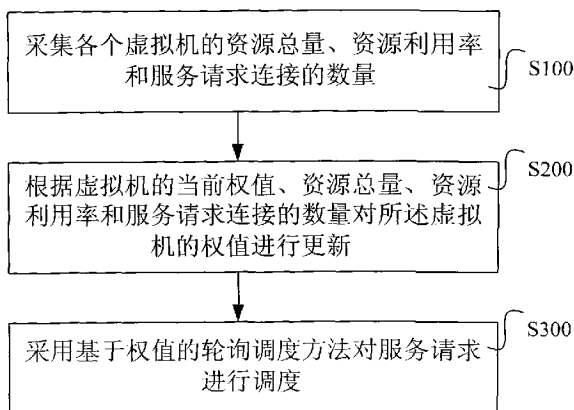 采集各个虚拟机的资源总量、资源利用率
和服务请求连接的数量
S100
根据虚拟机的当前权值、资源总量、资源
利用率和服务请求连接的数量对所述虚拟
机的权值进行更新
S200
采用基于权值的轮询调度方法对服务请求
进行调度
S300